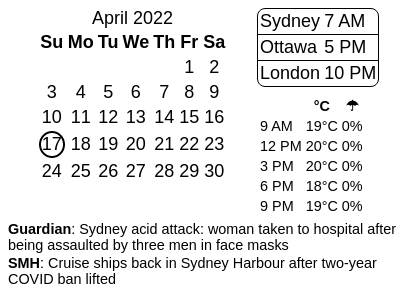 April 2022
Su Mo Tu We Th Fr Sa
1 2
3 4 5 6 7 8 9
10 11 12 13 14 15 16
17 18 19 20 21 22 23
24 25 26 27 28 29 30
Sydney 7 AM
Ottawa 5 PM
London 10 PM
°C ☂
9 AM 19°C 0%
12 PM 20°C 0%
3 PM 20°C 0%
6 PM 18°C 0%
9 PM 19°C 0%
Guardian: Sydney acid attack: woman taken to hospital after
being assaulted by three men in face masks
SMH: Cruise ships back in Sydney Harbour after two-year
COVID ban lifted